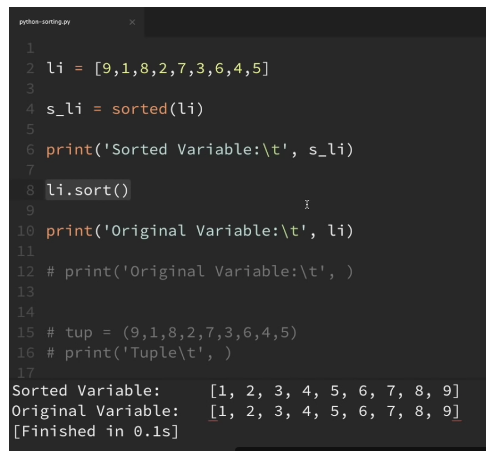 python-sorting.py ×
1
2 li = [9,1,8,2,7,3,6,4,5]
3
4 s_li = sorted(li)
5
6 print('Sorted Variable:\t', s_li)
7
8 li.sort()
9
10 print('Original Variable:\t', li)
11
12 # print('Original Variable:\t', )
13
14
15 # tup = (9,1,8,2,7,3,6,4,5)
16 # print('Tuple\t', )
17
Sorted Variable: [1, 2, 3, 4, 5, 6, 7, 8, 9]
Original Variable: [1, 2, 3, 4, 5, 6, 7, 8, 9]
[Finished in 0.1s]